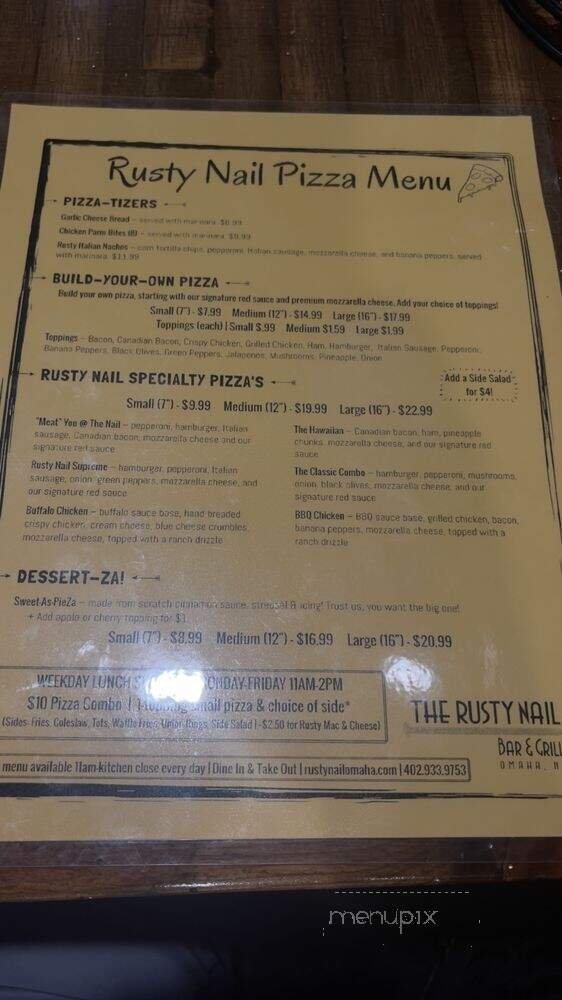 Rusty Nail Pizza Menu
PIZZA-TIZERS
Garlic Cheese Bread – served with marinara $6.99
Chicken Parm Bites (8) – served with marinara $9.99
Rusty Italian Nachos – corn tortilla chips, pepperoni, Italian sausage, mozzarella cheese, and banana peppers, served
with marinara. $11.99
BUILD-YOUR-OWN PIZZA
Build your own pizza, starting with our signature red sauce and premium mozzarella cheese. Add your choice of toppings!
Small (7") - $7.99 Medium (12") - $14.99 Large (16") - $17.99
Toppings (each) | Small $.99 Medium $1.59 Large $1.99
Toppings – Bacon, Canadian Bacon, Crispy Chicken, Grilled Chicken, Ham, Hamburger, Italian Sausage, Pepperoni,
Banana Peppers, Black Olives, Green Peppers, Jalapenos, Mushrooms, Pineapple, Onion
RUSTY NAIL SPECIALTY PIZZA'S
Add a Side Salad
for $4!
Small (7") - $9.99 Medium (12") - $19.99 Large (16") - $22.99
"Meat" You @ The Nail – pepperoni, hamburger, Italian
sausage, Canadian bacon, mozzarella cheese and our
signature red sauce
Rusty Nail Supreme – hamburger, pepperoni, Italian
sausage, onion, green peppers, mozzarella cheese, and
our signature red sauce
Buffalo Chicken – buffalo sauce base, hand breaded
crispy chicken, cream cheese, blue cheese crumbles,
mozzarella cheese, topped with a ranch drizzle
The Hawaiian – Canadian bacon, ham, pineapple
chunks, mozzarella cheese, and our signature red
sauce
The Classic Combo – hamburger, pepperoni, mushrooms,
onion, black olives, mozzarella cheese, and our
signature red sauce
BBQ Chicken – BBQ sauce base, grilled chicken, bacon,
banana peppers, mozzarella cheese, topped with a
ranch drizzle
DESSERT-ZA!
Sweet-As-PieZa – made from scratch cinnamon sauce, streusel & icing! Trust us, you want the big one!
+ Add apple or cherry topping for $1
Small (7") - $8.99 Medium (12") - $16.99 Large (16") - $20.99
WEEKDAY LUNCH MONDAY-FRIDAY 11AM-2PM
$10 Pizza Combo | 1-topping small pizza & choice of side*
(Sides: Fries, Coleslaw, Tots, Waffle Fries, Onion Rings, Side Salad | +$2.50 for Rusty Mac & Cheese)
THE RUSTY NAIL
BAR & GRILL
OMAHA, N
menu available 11am-kitchen close every day | Dine In & Take Out | rustynailomaha.com | 402.933.9753
menupix